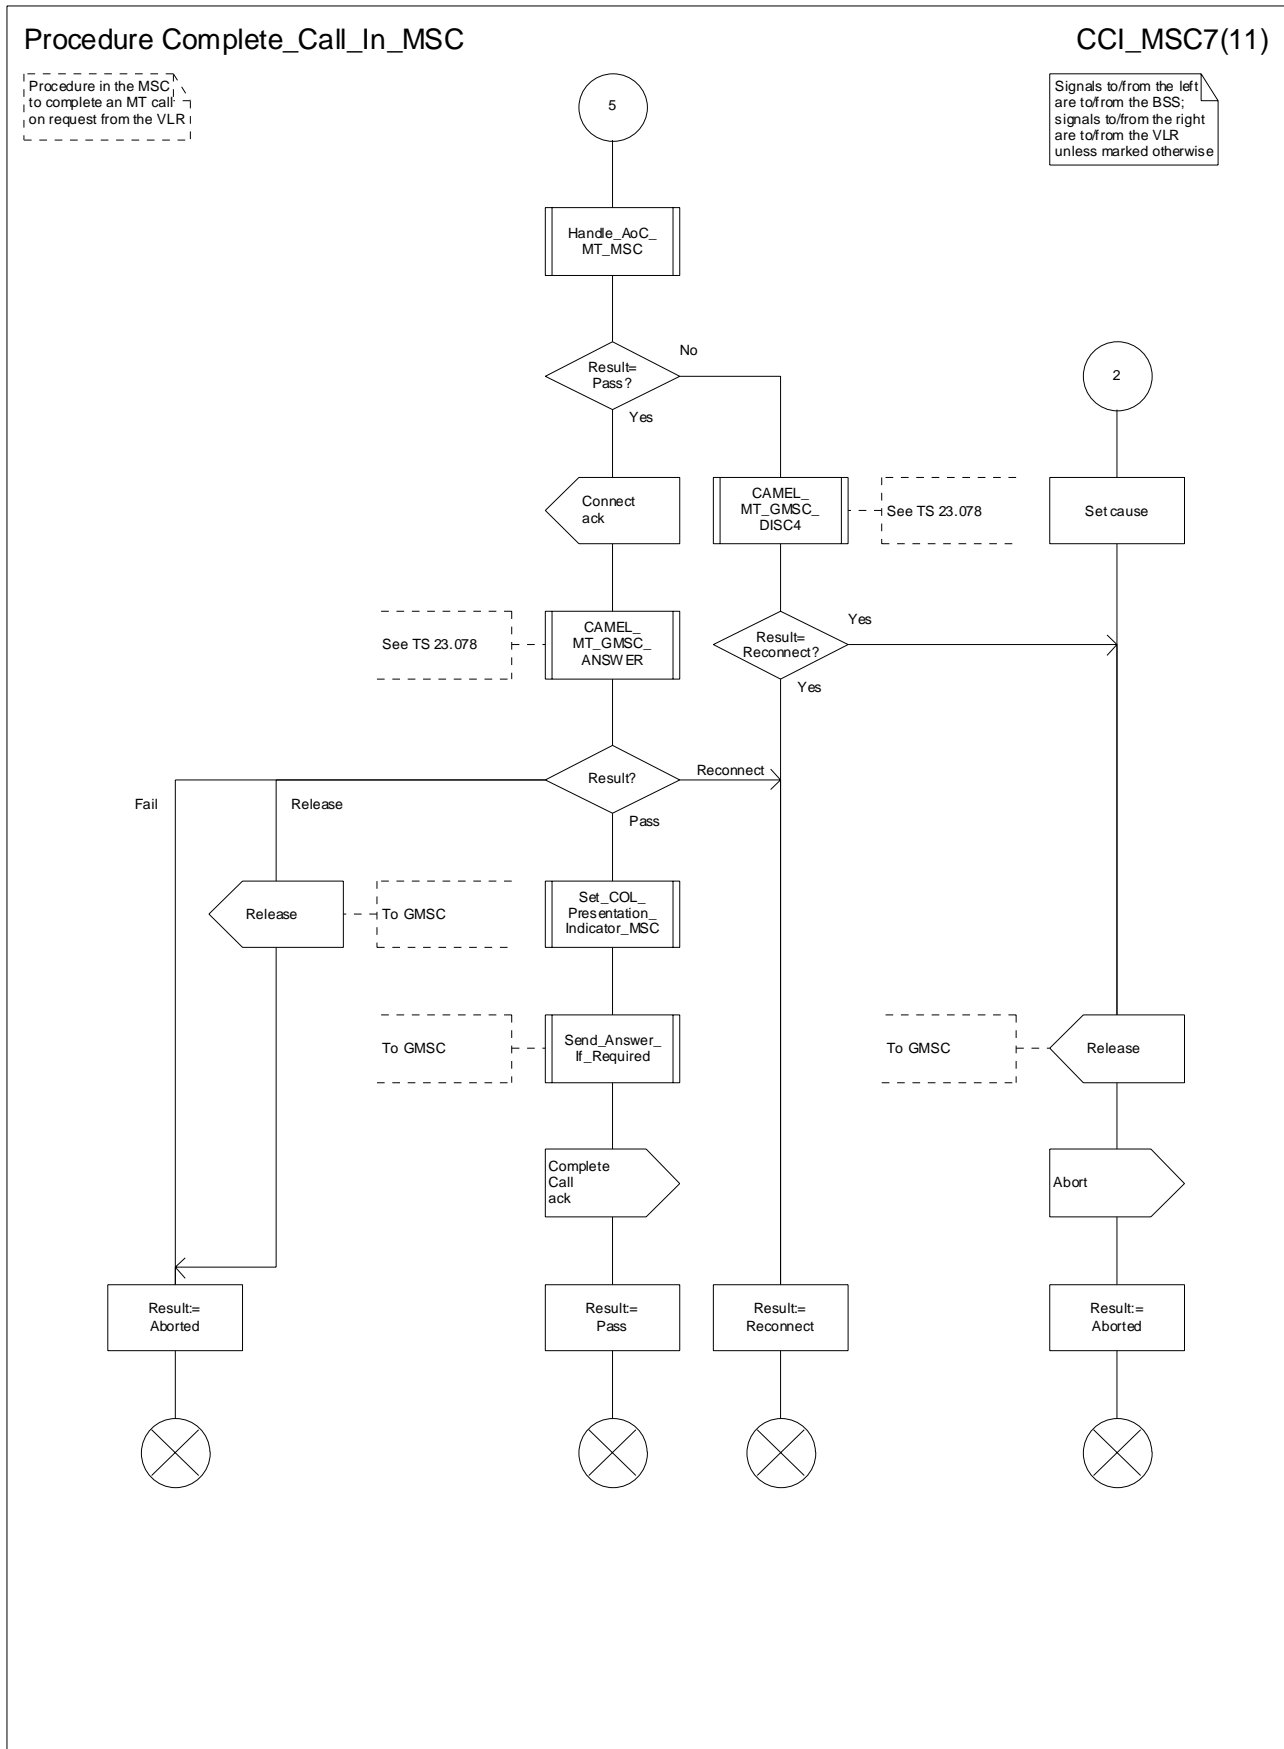 Procedure Complete_Call_In_MSC
CCI_MSC7(11)
Procedure in the MSC
to complete an MT call
on request from the VLR
Signals to/from the left
are to/from the BSS;
signals to/from the right
are to/from the VLR
unless marked otherwise
5
Handle_AoC_
MT_MSC
Result=
Pass?
No
Yes
2
Connect
ack
CAMEL_
MT_GMSC_
DISC4
See TS 23.078
Set cause
See TS 23.078
CAMEL_
MT_GMSC_
ANSWER
Result=
Reconnect?
Yes
Yes
Result?
Reconnect
Fail
Release
Pass
Release
To GMSC
Set_COL_
Presentation_
Indicator_MSC
To GMSC
Send_Answer_
If_Required
To GMSC
Release
Complete
Call
ack
Abort
Result:=
Aborted
Result:=
Pass
Result:=
Reconnect
Result:=
Aborted